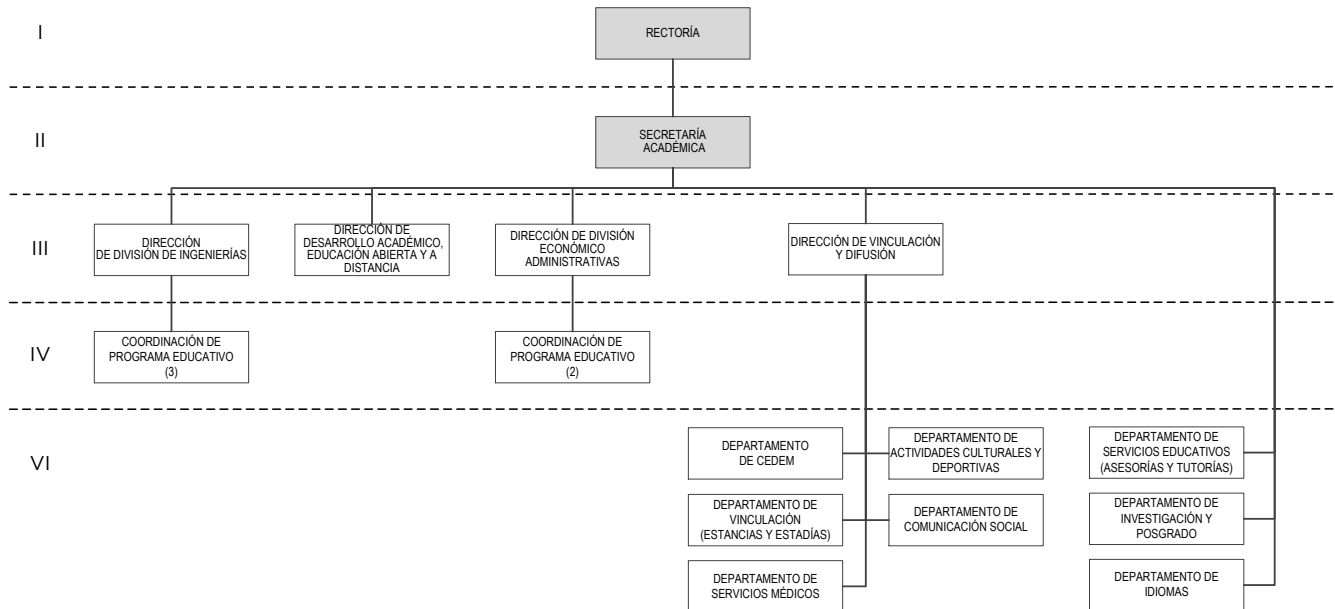 I
RECTORÍA
II
SECRETARÍA
ACADÉMICA
III
DIRECCIÓN
DE DIVISIÓN DE INGENIERÍAS
DIRECCIÓN DE
DESARROLLO ACADÉMICO,
EDUCACIÓN ABIERTA Y A
DISTANCIA
DIRECCIÓN DE DIVISIÓN
ECONÓMICO
ADMINISTRATIVAS
DIRECCIÓN DE VINCULACIÓN
Y DIFUSIÓN
IV
COORDINACIÓN DE
PROGRAMA EDUCATIVO
(3)
COORDINACIÓN DE
PROGRAMA EDUCATIVO
(2)
VI
DEPARTAMENTO
DE CEDEM
DEPARTAMENTO DE
ACTIVIDADES CULTURALES Y
DEPORTIVAS
DEPARTAMENTO DE
SERVICIOS EDUCATIVOS
(ASESORÍAS Y TUTORÍAS)
DEPARTAMENTO DE
VINCULACIÓN
(ESTANCIAS Y ESTADÍAS)
DEPARTAMENTO DE
COMUNICACIÓN SOCIAL
DEPARTAMENTO DE
INVESTIGACIÓN Y
POSGRADO
DEPARTAMENTO DE
SERVICIOS MÉDICOS
DEPARTAMENTO DE
IDIOMAS